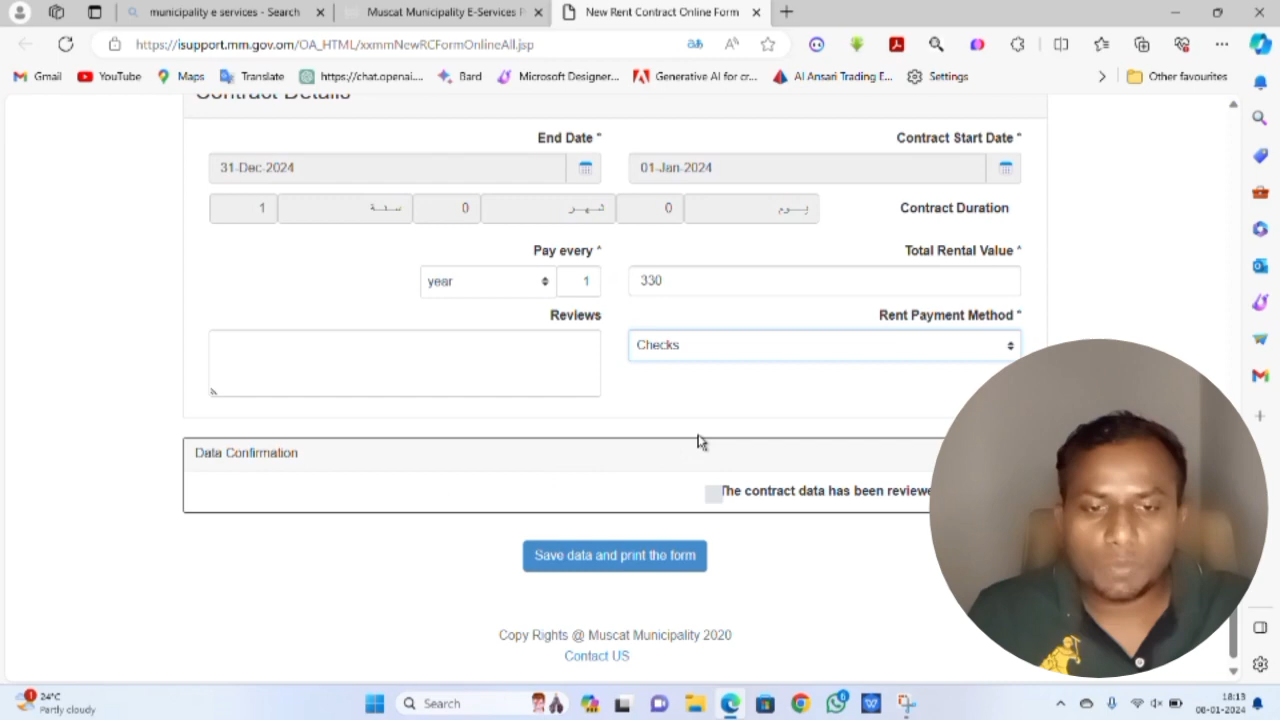 municipality e services - Search
Muscat Municipality E-Services P
New Rent Contract Online Form
https://isupport.mm.gov.om/OA_HTML/xxmmNewRCFormOnlineAll.jsp
Gmail
YouTube
Maps
Translate
https://chat.openai....
Bard
Microsoft Designer...
Generative AI for cr...
Al Ansari Trading E...
Settings
Other favourites
Contract Details
End Date *
Contract Start Date *
31-Dec-2024
01-Jan-2024
1 سنة 0 شهر 0 يوم
Contract Duration
Pay every *
Total Rental Value *
year
1
330
Reviews
Rent Payment Method *
Checks
Data Confirmation
The contract data has been reviewe
Save data and print the form
Copy Rights @ Muscat Municipality 2020
Contact US
1
24°C
Partly cloudy
Search
6
18:13
08-01-2024